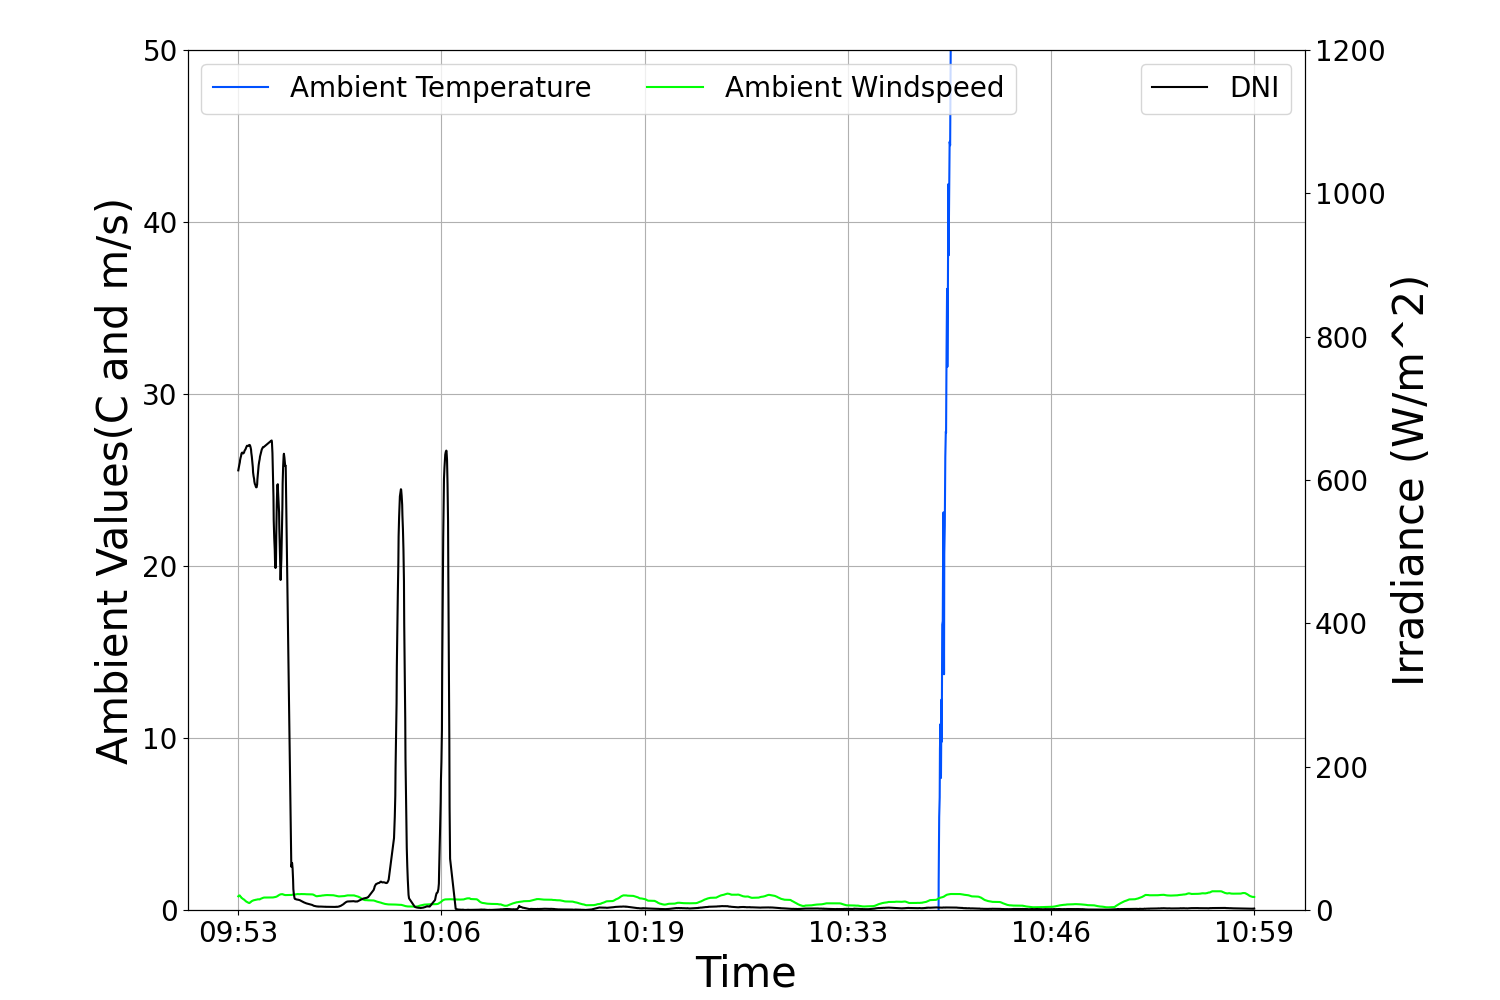 Ambient Temperature
Ambient Windspeed
DNI
Ambient Values(C and m/s)
50
40
30
20
10
0
1200
1000
800
600
400
200
0
Irradiance (W/m^2)
09:53 10:06 10:19 10:33 10:46 10:59
Time